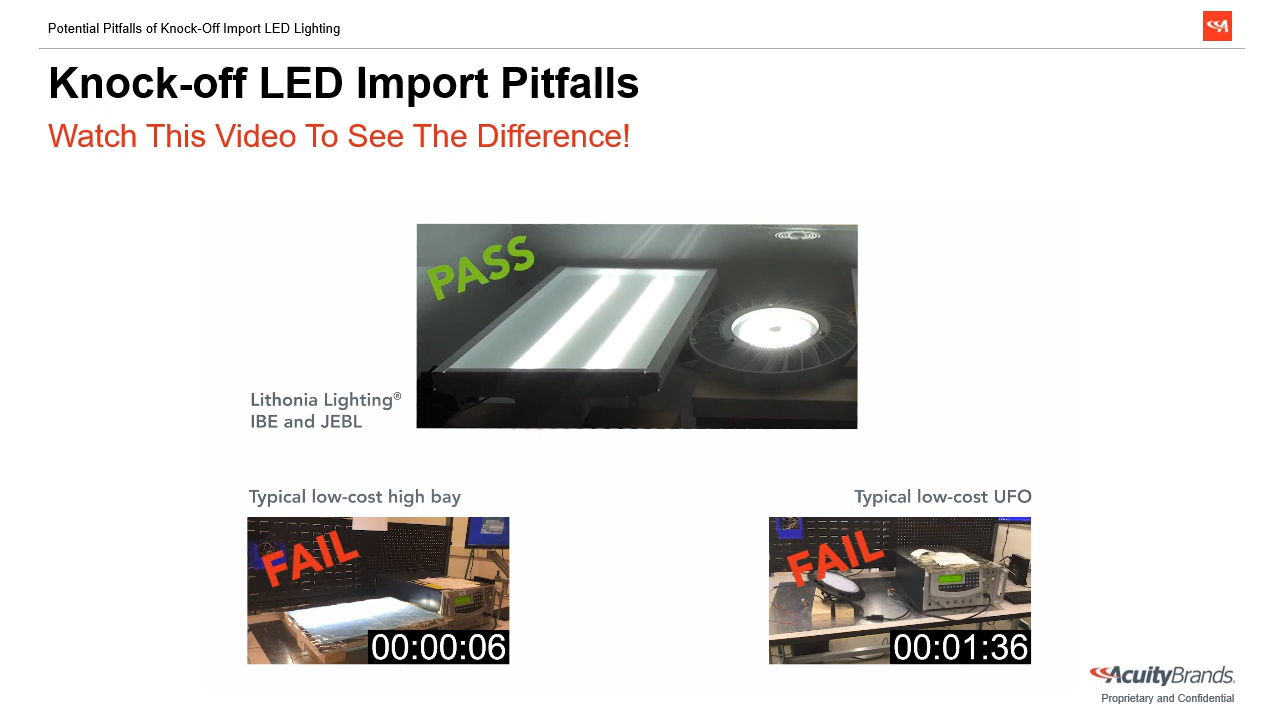 Potential Pitfalls of Knock-Off Import LED Lighting
Knock-off LED Import Pitfalls
Watch This Video To See The Difference!
PASS
Lithonia Lighting®
IBE and JEBL
Typical low-cost high bay
Typical low-cost UFO
FAIL
FAIL
00:00:06
00:01:36
AcuityBrands.
Proprietary and Confidential